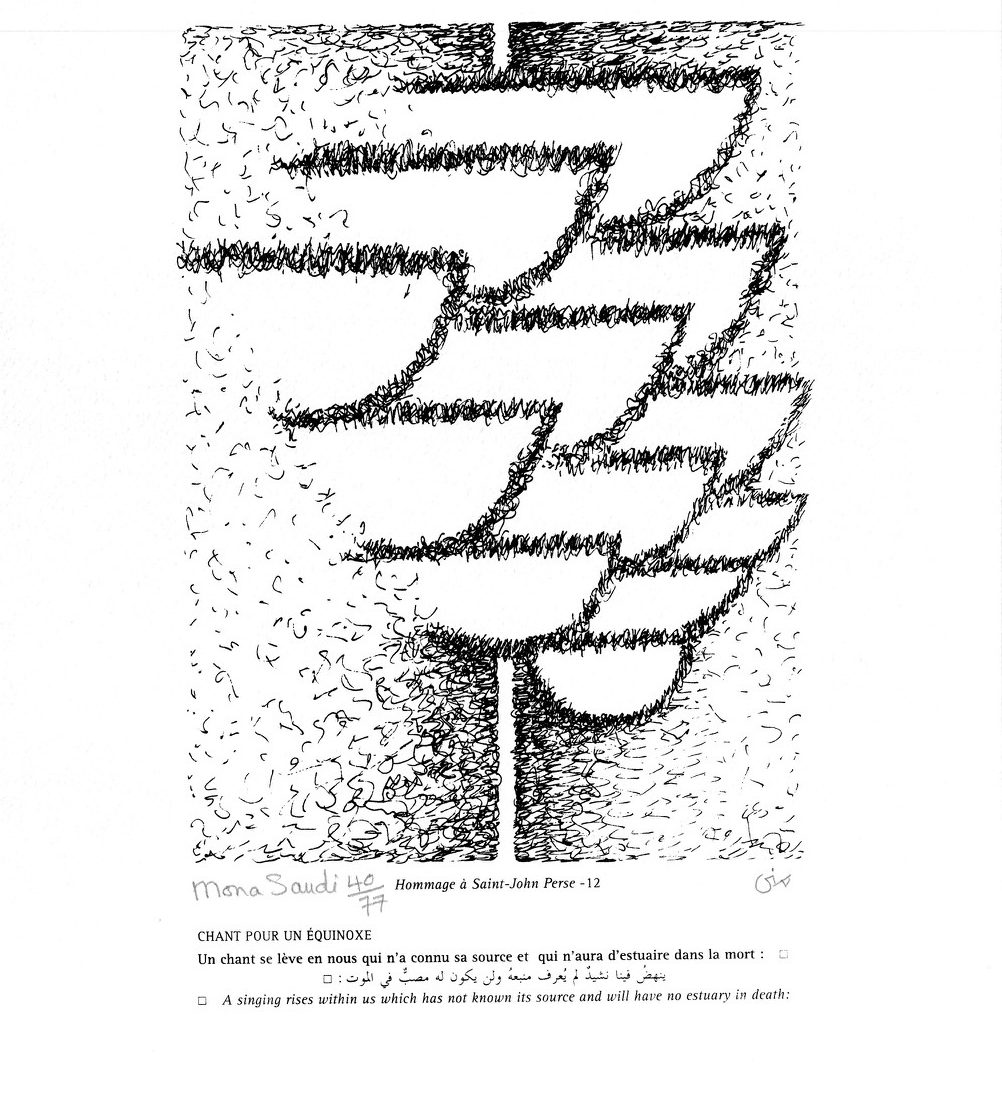 Mona Saudi 40/77 Hommage à Saint-John Perse -12 منى
CHANT POUR UN ÉQUINOXE
Un chant se lève en nous qui n'a connu sa source et qui n'aura d'estuaire dans la mort : □
ينهضُ فينا نشيدٌ لم يُعرف منبعهُ ولن يكون له مصبٌّ في الموت : □
□ A singing rises within us which has not known its source and will have no estuary in death: